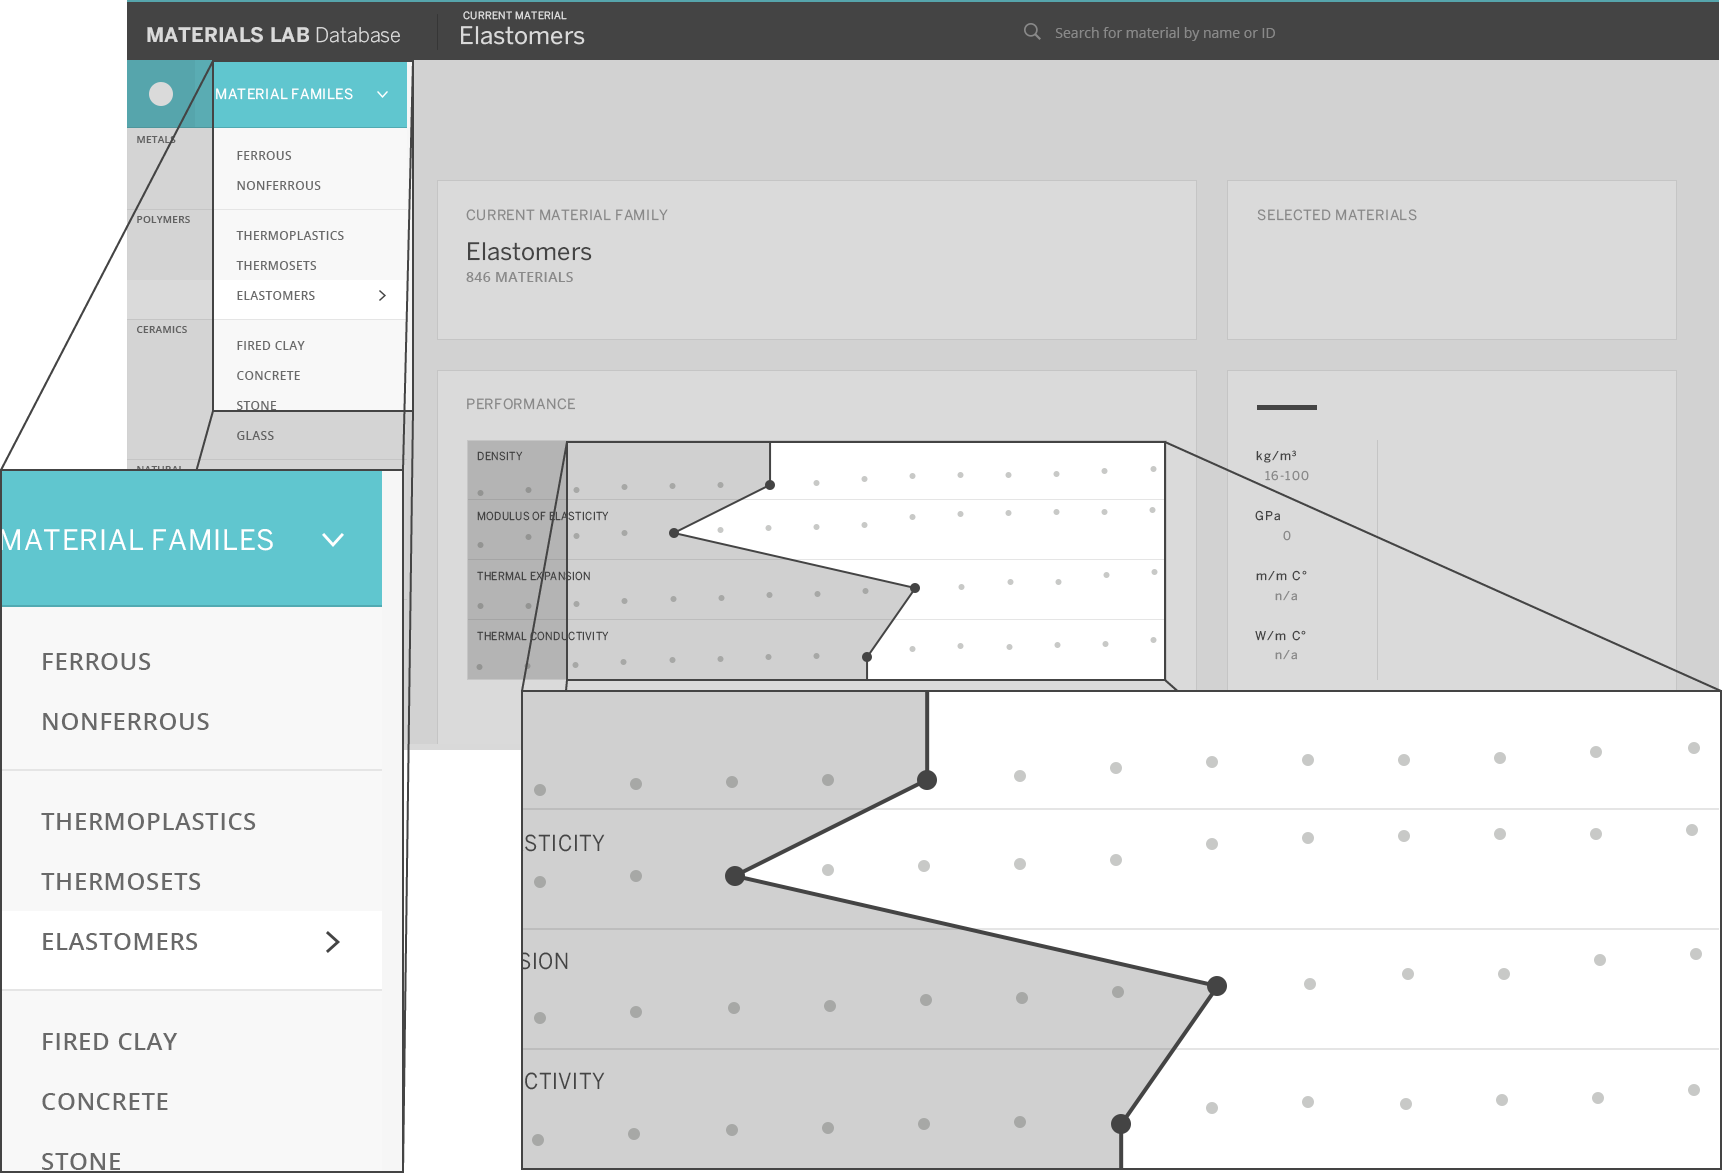 MATERIALS LAB Database
CURRENT MATERIAL
Elastomers
Search for material by name or ID
MATERIAL FAMILES
METALS
FERROUS
NONFERROUS
POLYMERS
THERMOPLASTICS
THERMOSETS
ELASTOMERS
CERAMICS
FIRED CLAY
CONCRETE
STONE
GLASS
NATURAL
CURRENT MATERIAL FAMILY
Elastomers
846 MATERIALS
SELECTED MATERIALS
PERFORMANCE
DENSITY
MODULUS OF ELASTICITY
THERMAL EXPANSION
THERMAL CONDUCTIVITY
kg/m³
16-100
GPa
0
m/m C°
n/a
W/m C°
n/a
MATERIAL FAMILES
FERROUS
NONFERROUS
THERMOPLASTICS
THERMOSETS
ELASTOMERS
FIRED CLAY
CONCRETE
STONE
STICITY
SION
CTIVITY